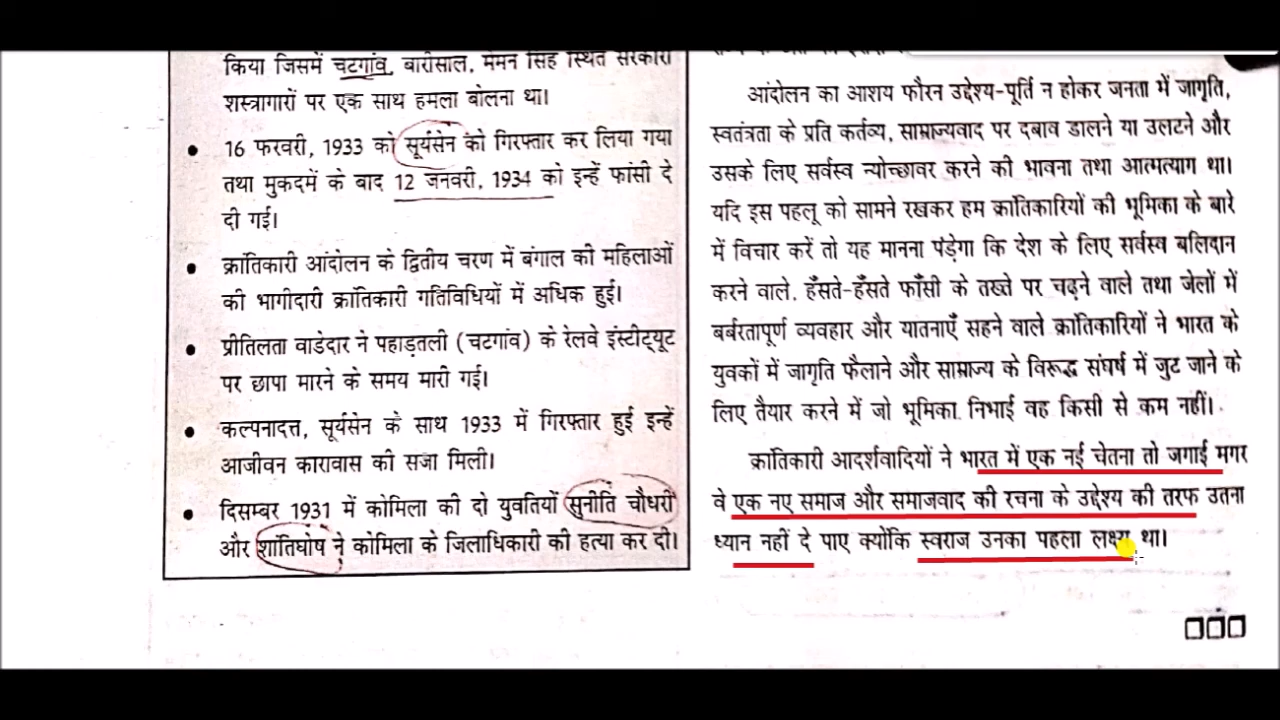 किया जिसमें चटगांव, बारीसाल, मेमन सिंह स्थित सरकारी
शस्त्रागारों पर एक साथ हमला बोलना था।
• 16 फरवरी, 1933 को सूर्यसेन को गिरफ्तार कर लिया गया
तथा मुकदमें के बाद 12 जनवरी, 1934 को इन्हें फांसी दे
दी गई।
• क्रांतिकारी आंदोलन के द्वितीय चरण में बंगाल की महिलाओं
की भागीदारी क्रांतिकारी गतिविधियों में अधिक हुई।
• प्रीतिलता वाडेदार ने पहाड़तली (चटगांव) के रेलवे इंस्टीट्यूट
पर छापा मारने के समय मारी गई।
• कल्पनादत्त, सूर्यसेन के साथ 1933 में गिरफ्तार हुई इन्हें
आजीवन कारावास की सजा मिली।
• दिसम्बर 1931 में कोमिला की दो युवतियों सुनीति चौधरी
और शांतिघोष ने कोमिला के जिलाधिकारी की हत्या कर दी।
आंदोलन का आशय फौरन उद्देश्य-पूर्ति न होकर जनता में जागृति,
स्वतंत्रता के प्रति कर्तव्य, साम्राज्यवाद पर दबाव डालने या उलटने और
उसके लिए सर्वस्व न्योच्छावर करने की भावना तथा आत्मत्याग था।
यदि इस पहलू को सामने रखकर हम क्रांतिकारियों की भूमिका के बारे
में विचार करें तो यह मानना पंड़ेगा कि देश के लिए सर्वस्व बलिदान
करने वाले, हँसते-हँसते फाँसी के तख्ते पर चढ़ने वाले तथा जेलों में
बर्बरतापूर्ण व्यवहार और यातनाएँ सहने वाले क्रांतिकारियों ने भारत के
युवकों में जागृति फैलाने और साम्राज्य के विरूद्ध संघर्ष में जुट जाने के
लिए तैयार करने में जो भूमिका निभाई वह किसी से कम नहीं।
क्रांतिकारी आदर्शवादियों ने भारत में एक नई चेतना तो जगाई मगर
वे एक नए समाज और समाजवाद की रचना के उद्देश्य की तरफ उतना
ध्यान नहीं दे पाए क्योंकि स्वराज उनका पहला लक्ष्य था।